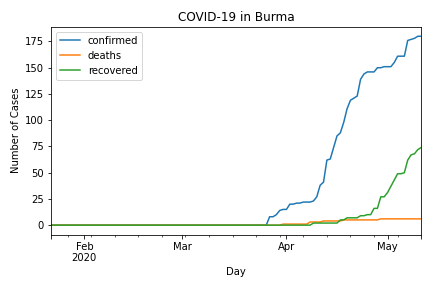 COVID-19 in Burma
confirmed
deaths
recovered
Number of Cases
175
150
125
100
75
50
25
0
Feb
2020
Mar
Apr
May
Day